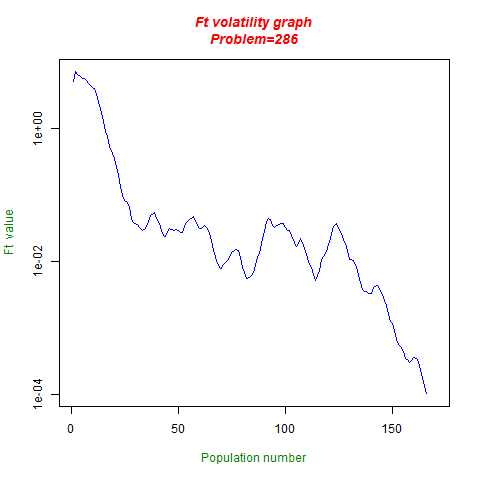 Ft volatility graph
Problem=286
1e+00
1e-02
1e-04
Ft value
0 50 100 150
Population number